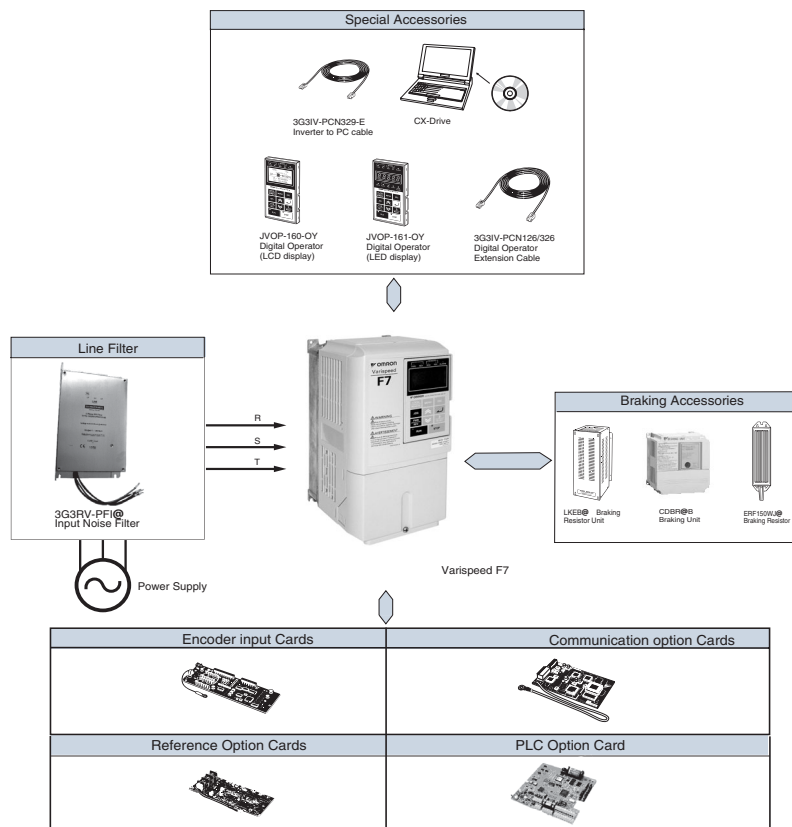 Special Accessories
3G3IV-PCN329-E
Inverter to PC cable
CX-Drive
JVOP-160-OY
Digital Operator
(LCD display)
JVOP-161-OY
Digital Operator
(LED display)
3G3IV-PCN126/326
Digital Operator
Extension Cable
Line Filter
3G3RV-PFI@
Input Noise Filter
Power Supply
R
S
T
OMRON
Varispeed
F7
Varispeed F7
Braking Accessories
LKEB@ Braking
Resistor Unit
CDBR@B
Braking Unit
ERF150WJ@
Braking Resistor
Encoder input Cards
Communication option Cards
Reference Option Cards
PLC Option Card